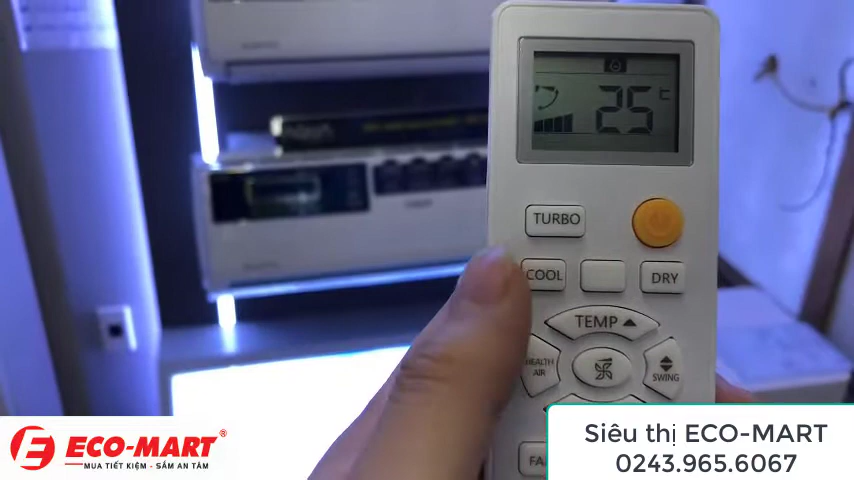 25°C
TURBO
COOL
DRY
TEMP
HEALTH
AIR
SWING
ECO-MART®
MUA TIẾT KIỆM - SẮM AN TÂM
Siêu thị ECO-MART
0243.965.6067